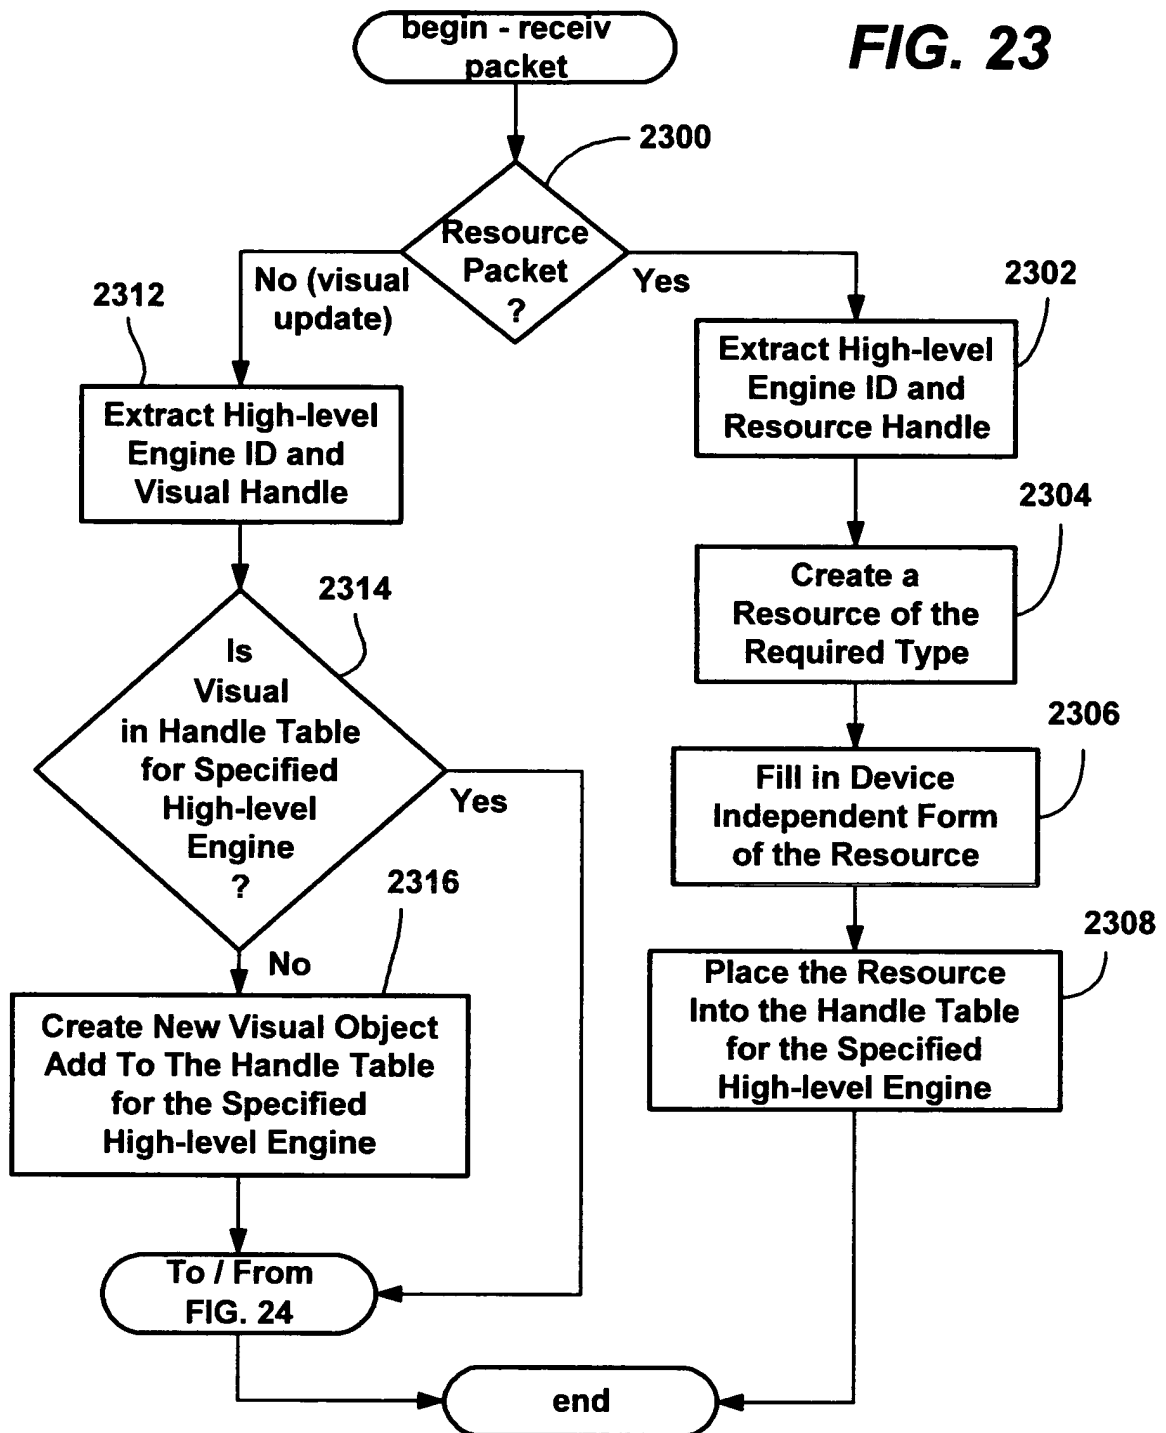 begin - receiv
packet
FIG. 23
2300
Resource
Packet
?
No (visual
update)
Yes
2312
2302
Extract High-level
Engine ID and
Visual Handle
Extract High-level
Engine ID and
Resource Handle
2304
Create a
Resource of the
Required Type
2314
Is
Visual
in Handle Table
for Specified
High-level
Engine
?
Yes
2306
Fill in Device
Independent Form
of the Resource
2316
No
2308
Place the Resource
Into the Handle Table
for the Specified
High-level Engine
Create New Visual Object
Add To The Handle Table
for the Specified
High-level Engine
To / From
FIG. 24
end